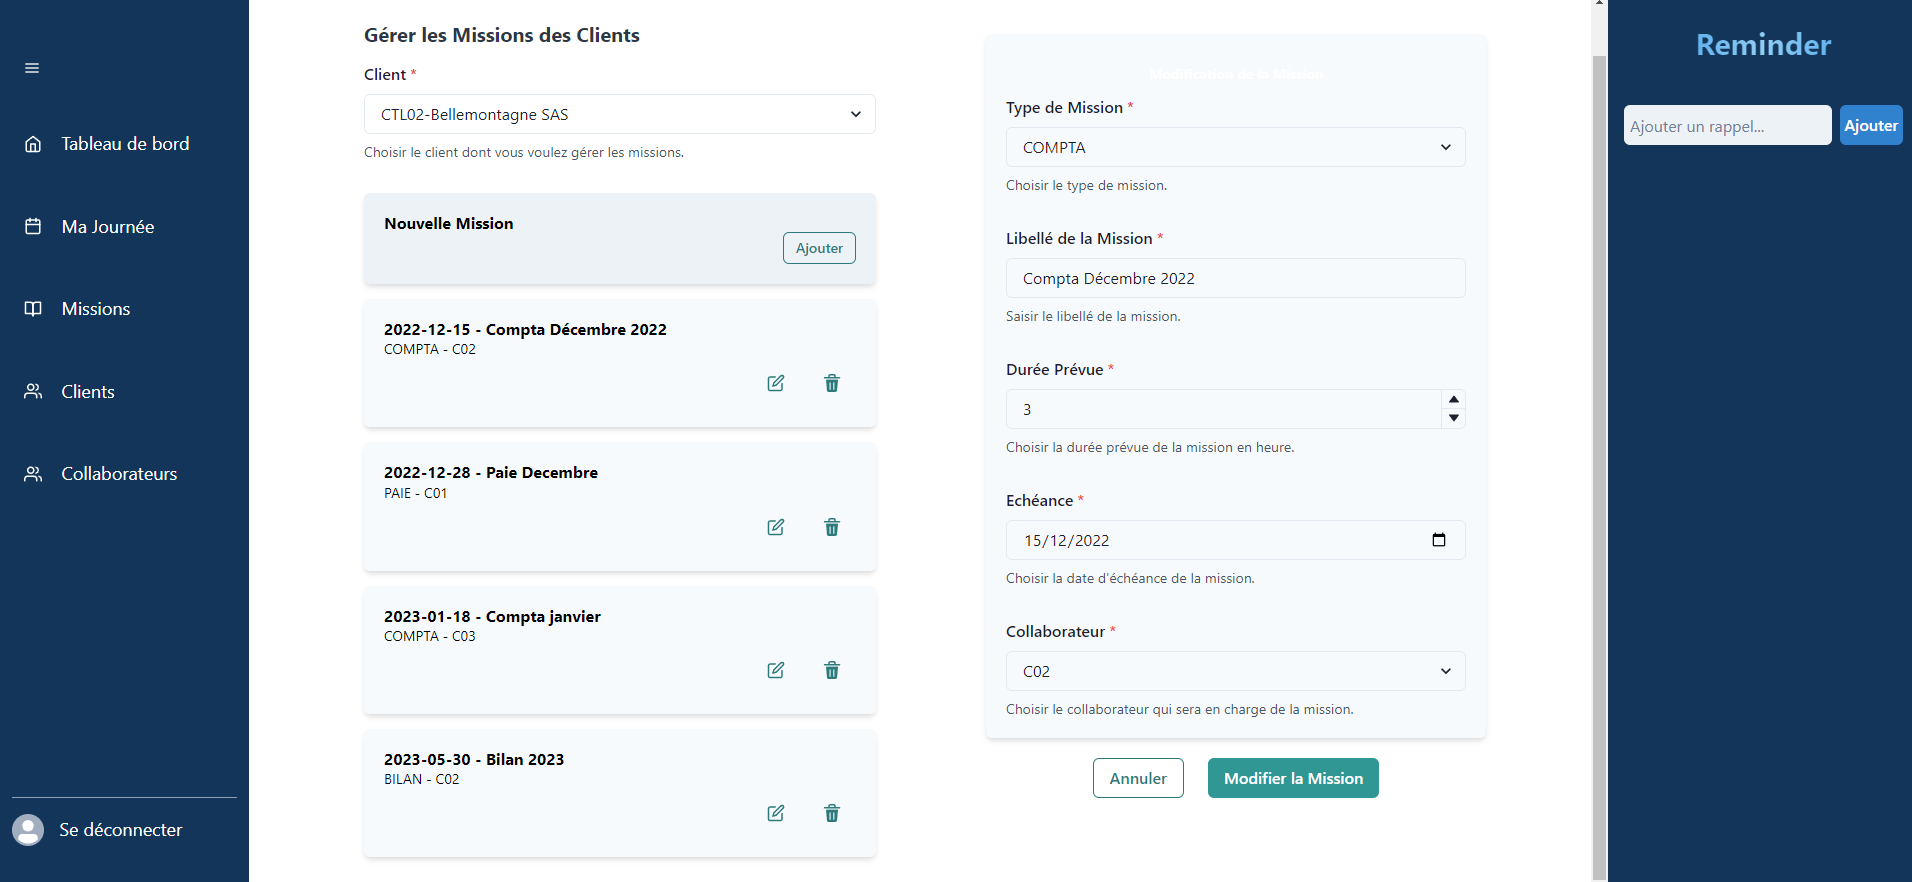 Tableau de bord
Ma Journée
Missions
Clients
Collaborateurs
Se déconnecter
Gérer les Missions des Clients
Client *
CTL02-Bellemontagne SAS
Choisir le client dont vous voulez gérer les missions.
Nouvelle Mission
Ajouter
2022-12-15 - Compta Décembre 2022
COMPTA - C02
2022-12-28 - Paie Decembre
PAIE - C01
2023-01-18 - Compta janvier
COMPTA - C03
2023-05-30 - Bilan 2023
BILAN - C02
Modification de la Mission
Type de Mission *
COMPTA
Choisir le type de mission.
Libellé de la Mission *
Compta Décembre 2022
Saisir le libellé de la mission.
Durée Prévue *
3
Choisir la durée prévue de la mission en heure.
Echéance *
15/12/2022
Choisir la date d'échéance de la mission.
Collaborateur *
C02
Choisir le collaborateur qui sera en charge de la mission.
Annuler
Modifier la Mission
Reminder
Ajouter un rappel...
Ajouter